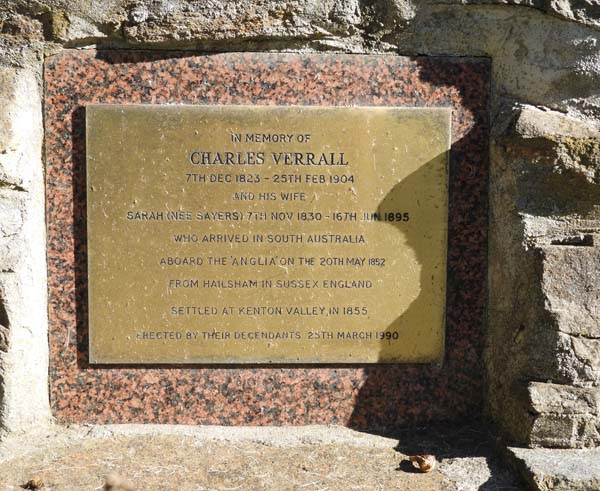 IN MEMORY OF
CHARLES VERRALL
7TH DEC 1823 - 25TH FEB 1904
AND HIS WIFE
SARAH (NEE SAYERS) 7TH NOV 1830 - 16TH JUN 1895
WHO ARRIVED IN SOUTH AUSTRALIA
ABOARD THE 'ANGLIA' ON THE 20TH MAY 1852
FROM HAILSHAM IN SUSSEX ENGLAND
SETTLED AT KENTON VALLEY, IN 1855
ERECTED BY THEIR DECENDANTS 25TH MARCH 1990